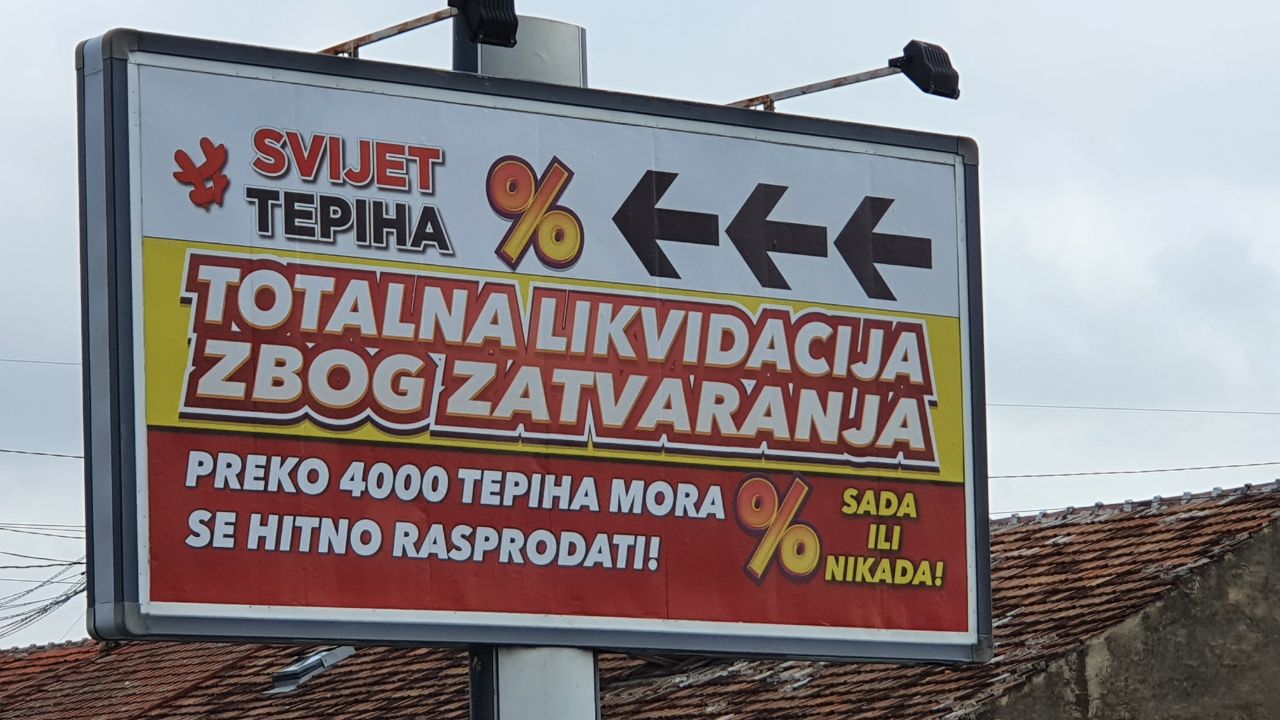 SVIJET
TEPIHA
%
TOTALNA LIKVIDACIJA
ZBOG ZATVARANJA
PREKO 4000 TEPIHA MORA
SE HITNO RASPRODATI!
%
SADA
ILI
NIKADA!